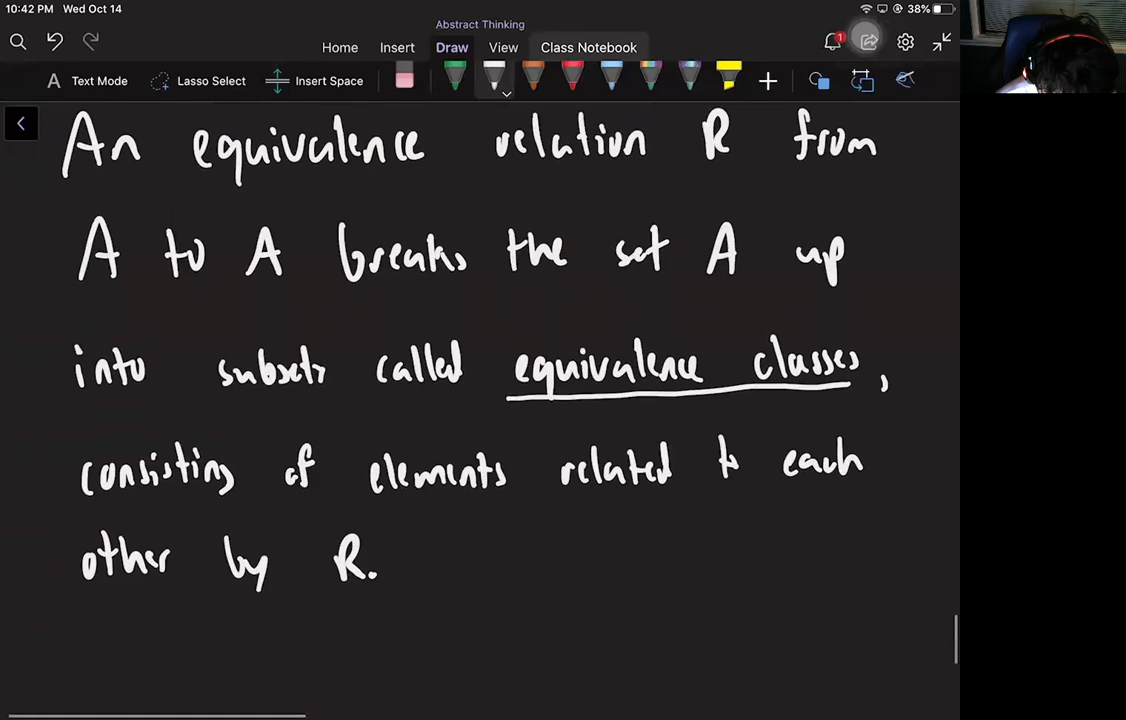 10:42 PM Wed Oct 14
38%
Abstract Thinking
Home Insert Draw View Class Notebook
1
A Text Mode Lasso Select Insert Space
An equivalence relation R from
A to A breaks the set A up
into subsets called equivalence classes,
consisting of elements related to each
other by R.